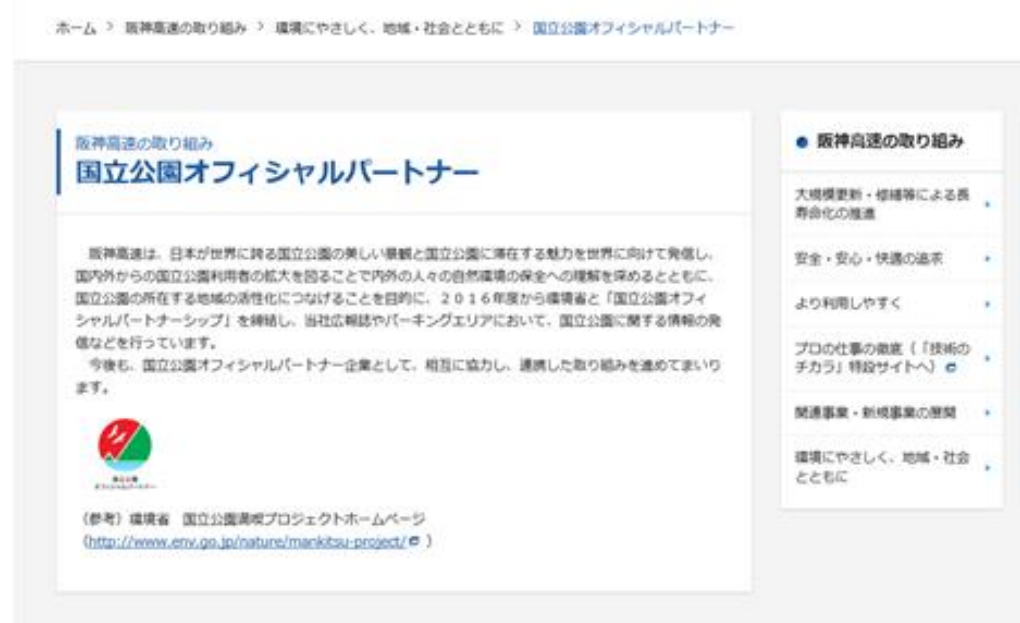 ホーム > 阪神高速の取り組み > 環境にやさしく、地域・社会とともに > 国立公園オフィシャルパートナー
阪神高速の取り組み
国立公園オフィシャルパートナー
阪神高速は、日本が世界に誇る国立公園の美しい景観と国立公園に滞在する魅力を世界に向けて発信し、
国内外からの国立公園利用者の拡大を図ることで内外の人々の自然環境の保全への理解を深めるとともに、
国立公園の所在する地域の活性化につなげることを目的に、２０１６年度から環境省と「国立公園オフィ
シャルパートナーシップ」を締結し、当社広報誌やパーキングエリアにおいて、国立公園に関する情報の発
信などを行っています。
今後も、国立公園オフィシャルパートナー企業として、相互に協力し、連携した取り組みを進めてまいり
ます。
国立公園
オフィシャルパートナー
（参考）環境省　国立公園満喫プロジェクトホームページ
（http://www.env.go.jp/nature/mankitsu-project/ ）
阪神高速の取り組み
大規模更新・修繕等による長
寿命化の推進
安全・安心・快適の追求
より利用しやすく
プロの仕事の徹底（「技術の
チカラ」特設サイトへ）
関連事業・新規事業の展開
環境にやさしく、地域・社会
とともに